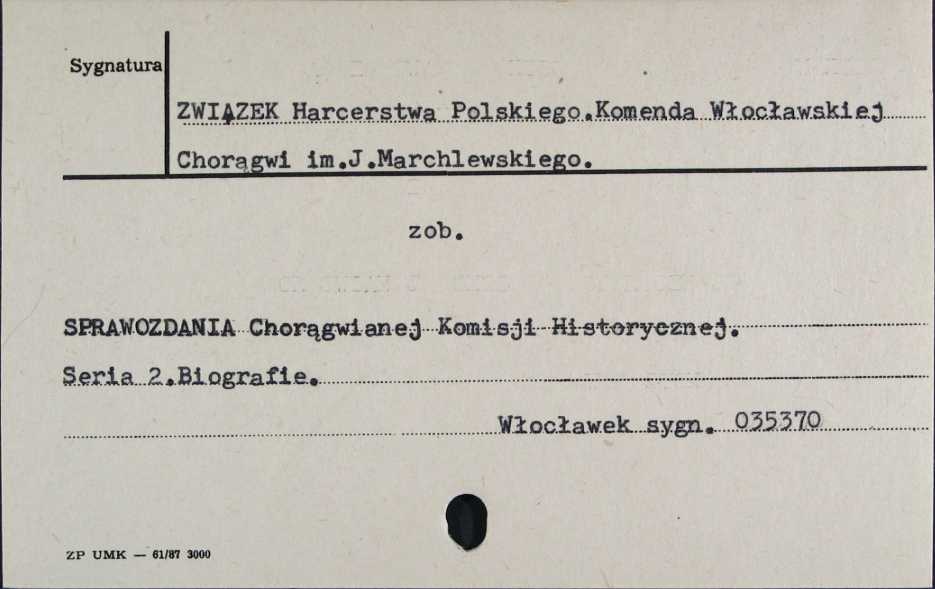 Sygnatura
ZWIĄZEK Harcerstwa Polskiego.Komenda Włocławskiej
Chorągwi im.J.Marchlewskiego.
zob.
SPRAWOZDANIA Chorągwianej Komisji Historycznej.
Seria 2.Biografie.
Włocławek sygn. 035370
ZP UMK — 61/87 3000